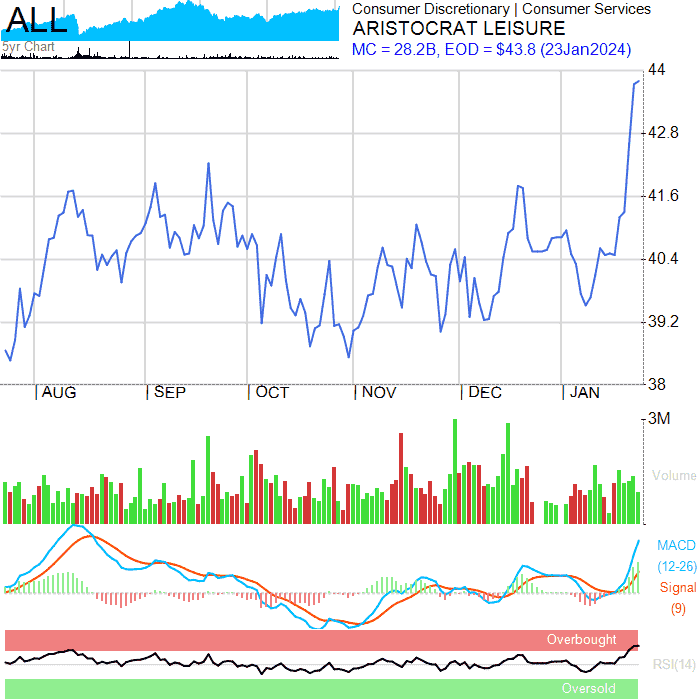 ALL
5yr Chart
Consumer Discretionary | Consumer Services
ARISTOCRAT LEISURE
MC = 28.2B, EOD = $43.8 (23Jan2024)
44
42.8
41.6
40.4
39.2
38
| AUG | SEP | OCT | NOV | DEC | JAN
3M
Volume
MACD
(12-26)
Signal
(9)
Overbought
RSI(14)
Oversold